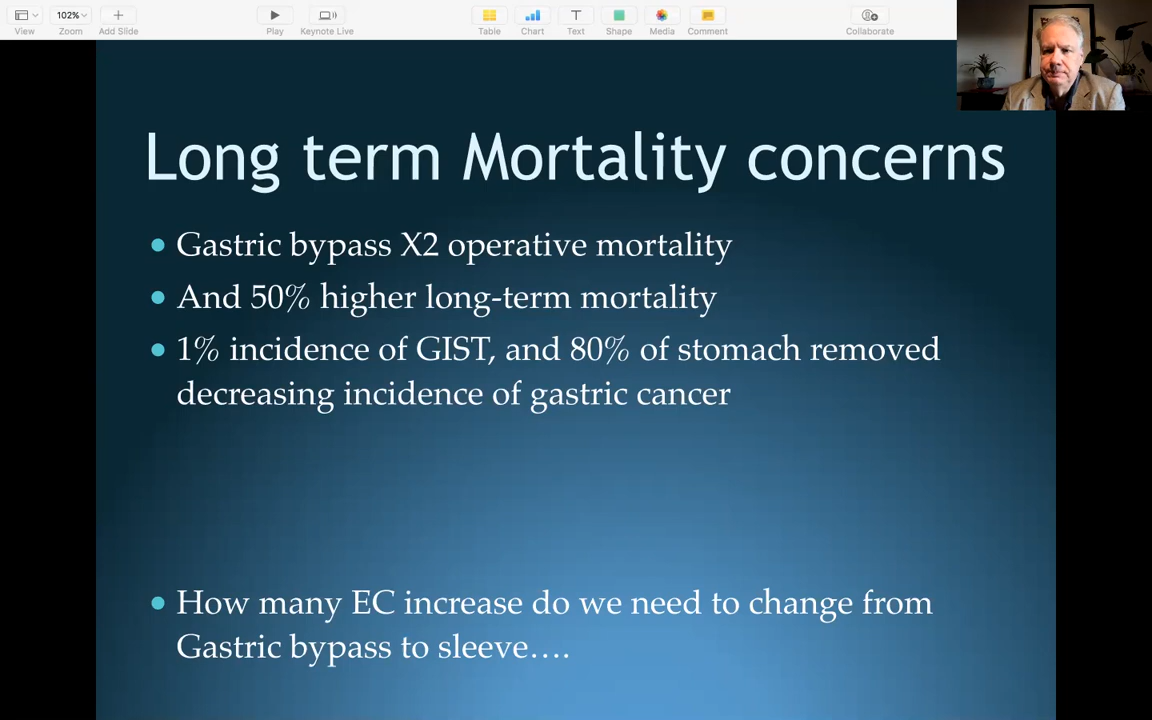 102%
View
Zoom
Add Slide
Play
Keynote Live
Table
Chart
Text
Shape
Media
Comment
Collaborate
Long term Mortality concerns
Gastric bypass X2 operative mortality
And 50% higher long-term mortality
1% incidence of GIST, and 80% of stomach removed
decreasing incidence of gastric cancer
How many EC increase do we need to change from
Gastric bypass to sleeve….